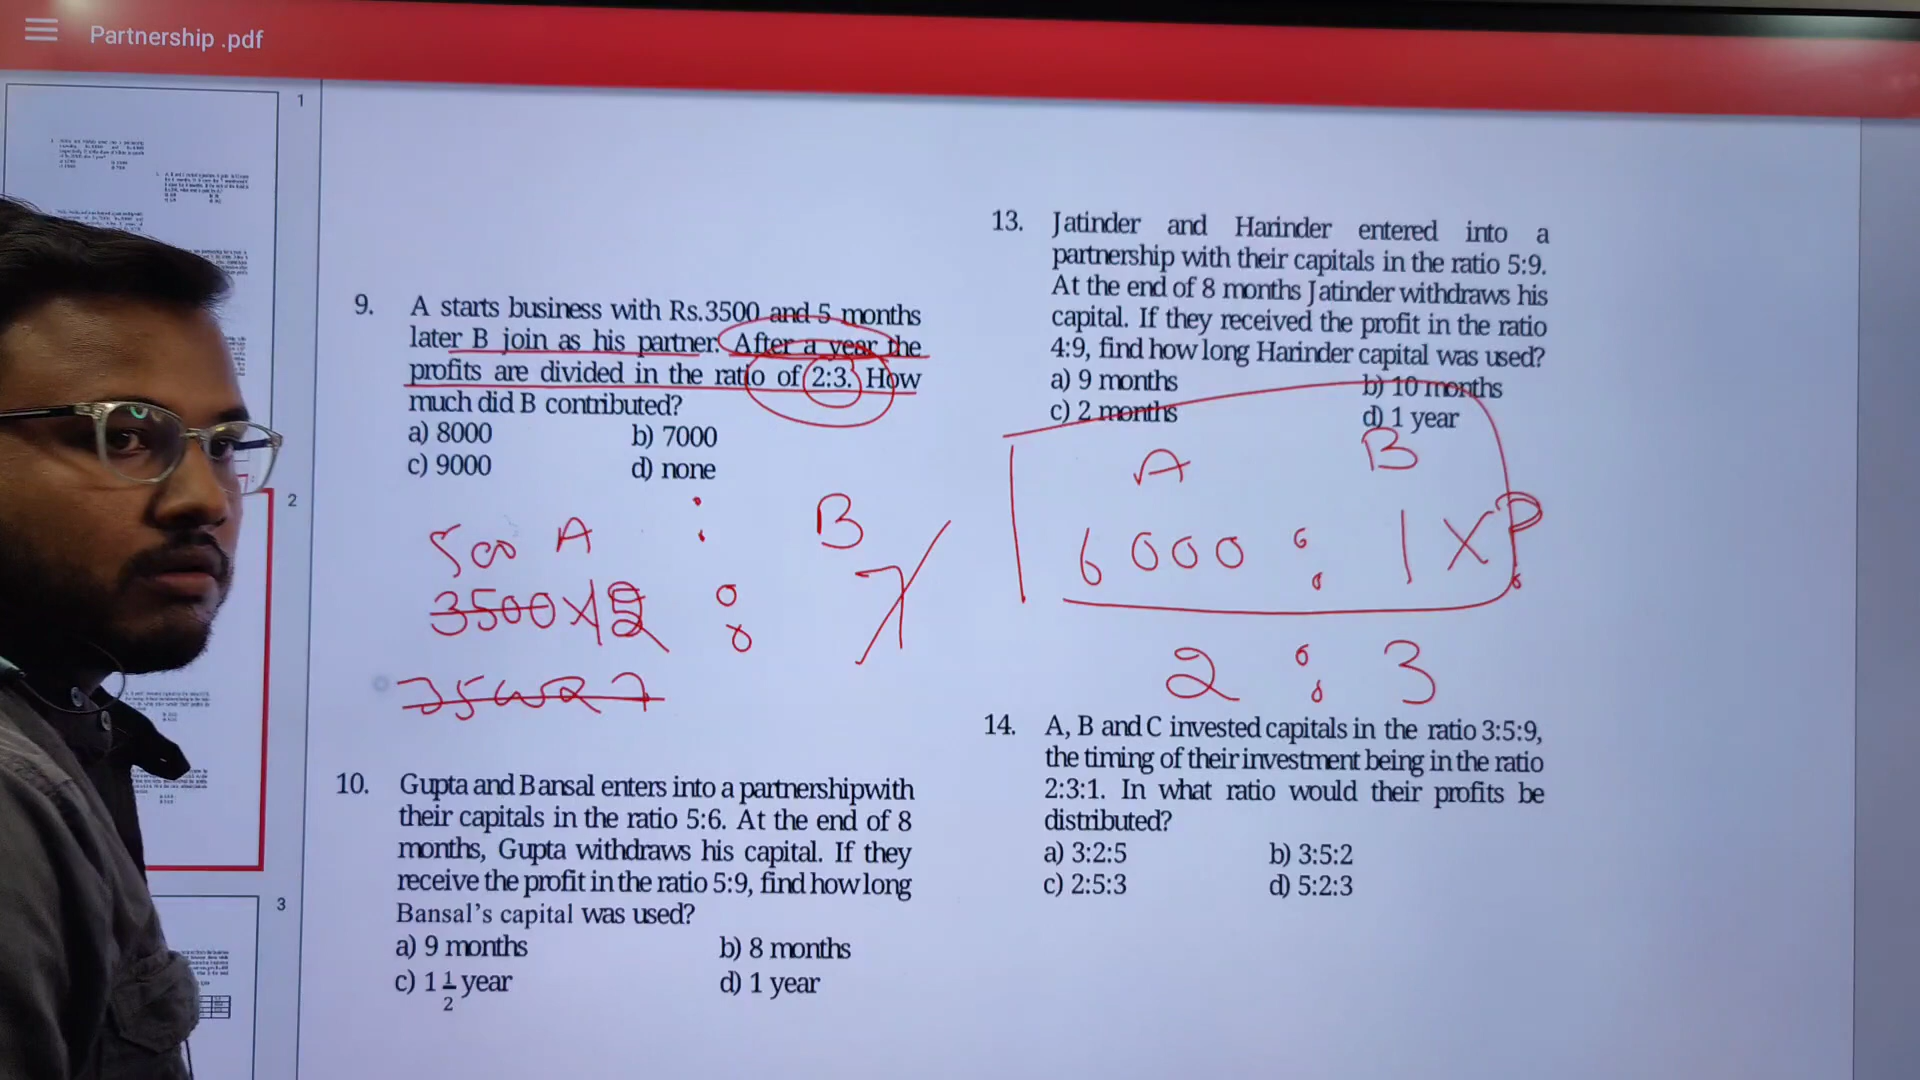 Partnership .pdf
1
2
3
9. A starts business with Rs.3500 and 5 months
later B join as his partner. After a year the
profits are divided in the ratio of 2:3. How
much did B contributed?
a) 8000 b) 7000
c) 9000 d) none
500 A : B
3500×12 : 7
10. Gupta and Bansal enters into a partnershipwith
their capitals in the ratio 5:6. At the end of 8
months, Gupta withdraws his capital. If they
receive the profit in the ratio 5:9, find how long
Bansal's capital was used?
a) 9 months b) 8 months
c) 1 1/2 year d) 1 year
13. Jatinder and Harinder entered into a
partnership with their capitals in the ratio 5:9.
At the end of 8 months Jatinder withdraws his
capital. If they received the profit in the ratio
4:9, find how long Harinder capital was used?
a) 9 months b) 10 months
c) 2 months d) 1 year
A B
6000 : 1×
2 : 3
14. A, B and C invested capitals in the ratio 3:5:9,
the timing of their investment being in the ratio
2:3:1. In what ratio would their profits be
distributed?
a) 3:2:5 b) 3:5:2
c) 2:5:3 d) 5:2:3